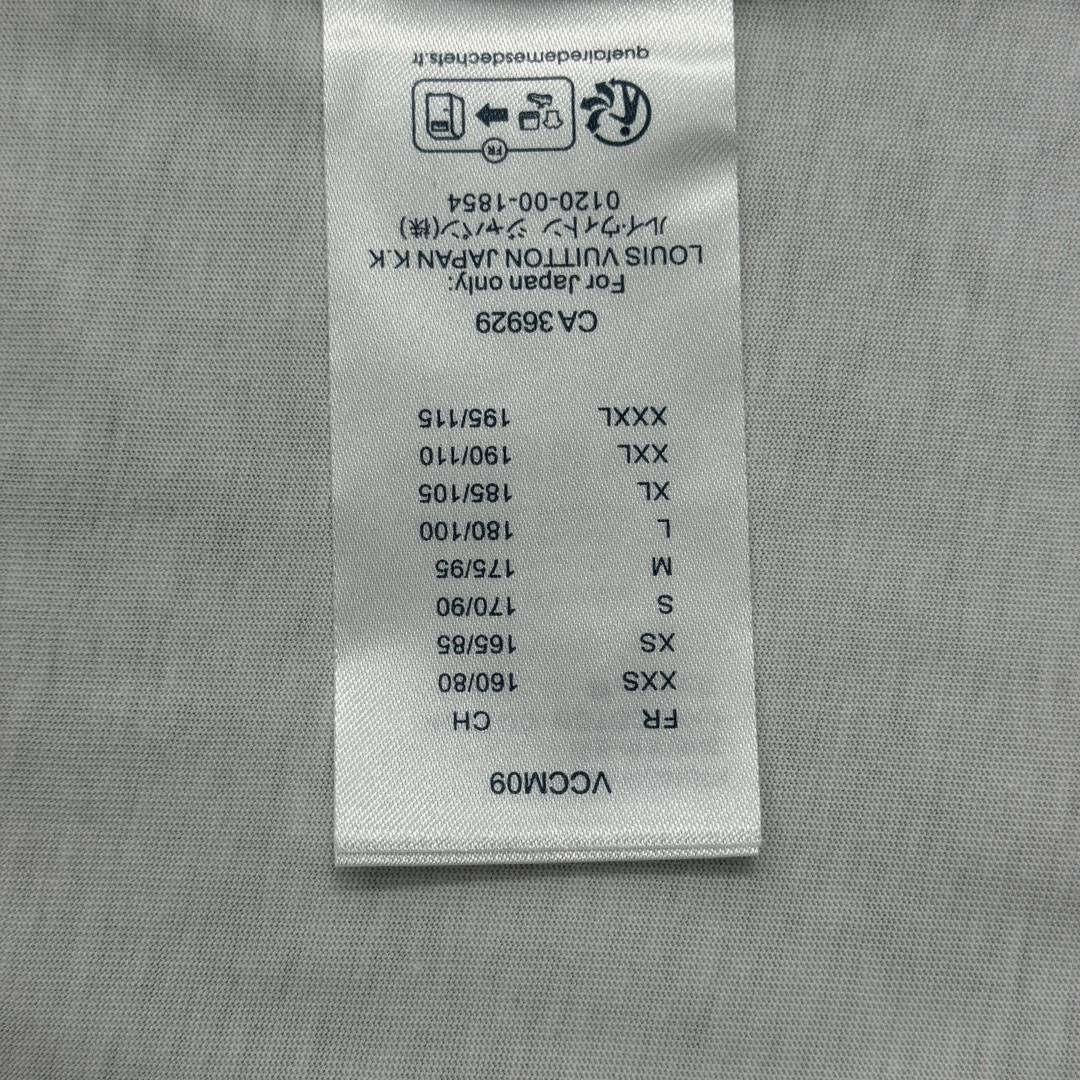 VCCM09
FR CH
XXS 160/80
XS 165/85
S 170/90
M 175/95
L 180/100
XL 185/105
XXL 190/110
XXXL 195/115
CA 36929
For Japan only:
LOUIS VUITTON JAPAN K.K
ルイ・ヴィトン ジャパン(株)
0120-00-1854
FR
quefairedemesdechets.fr